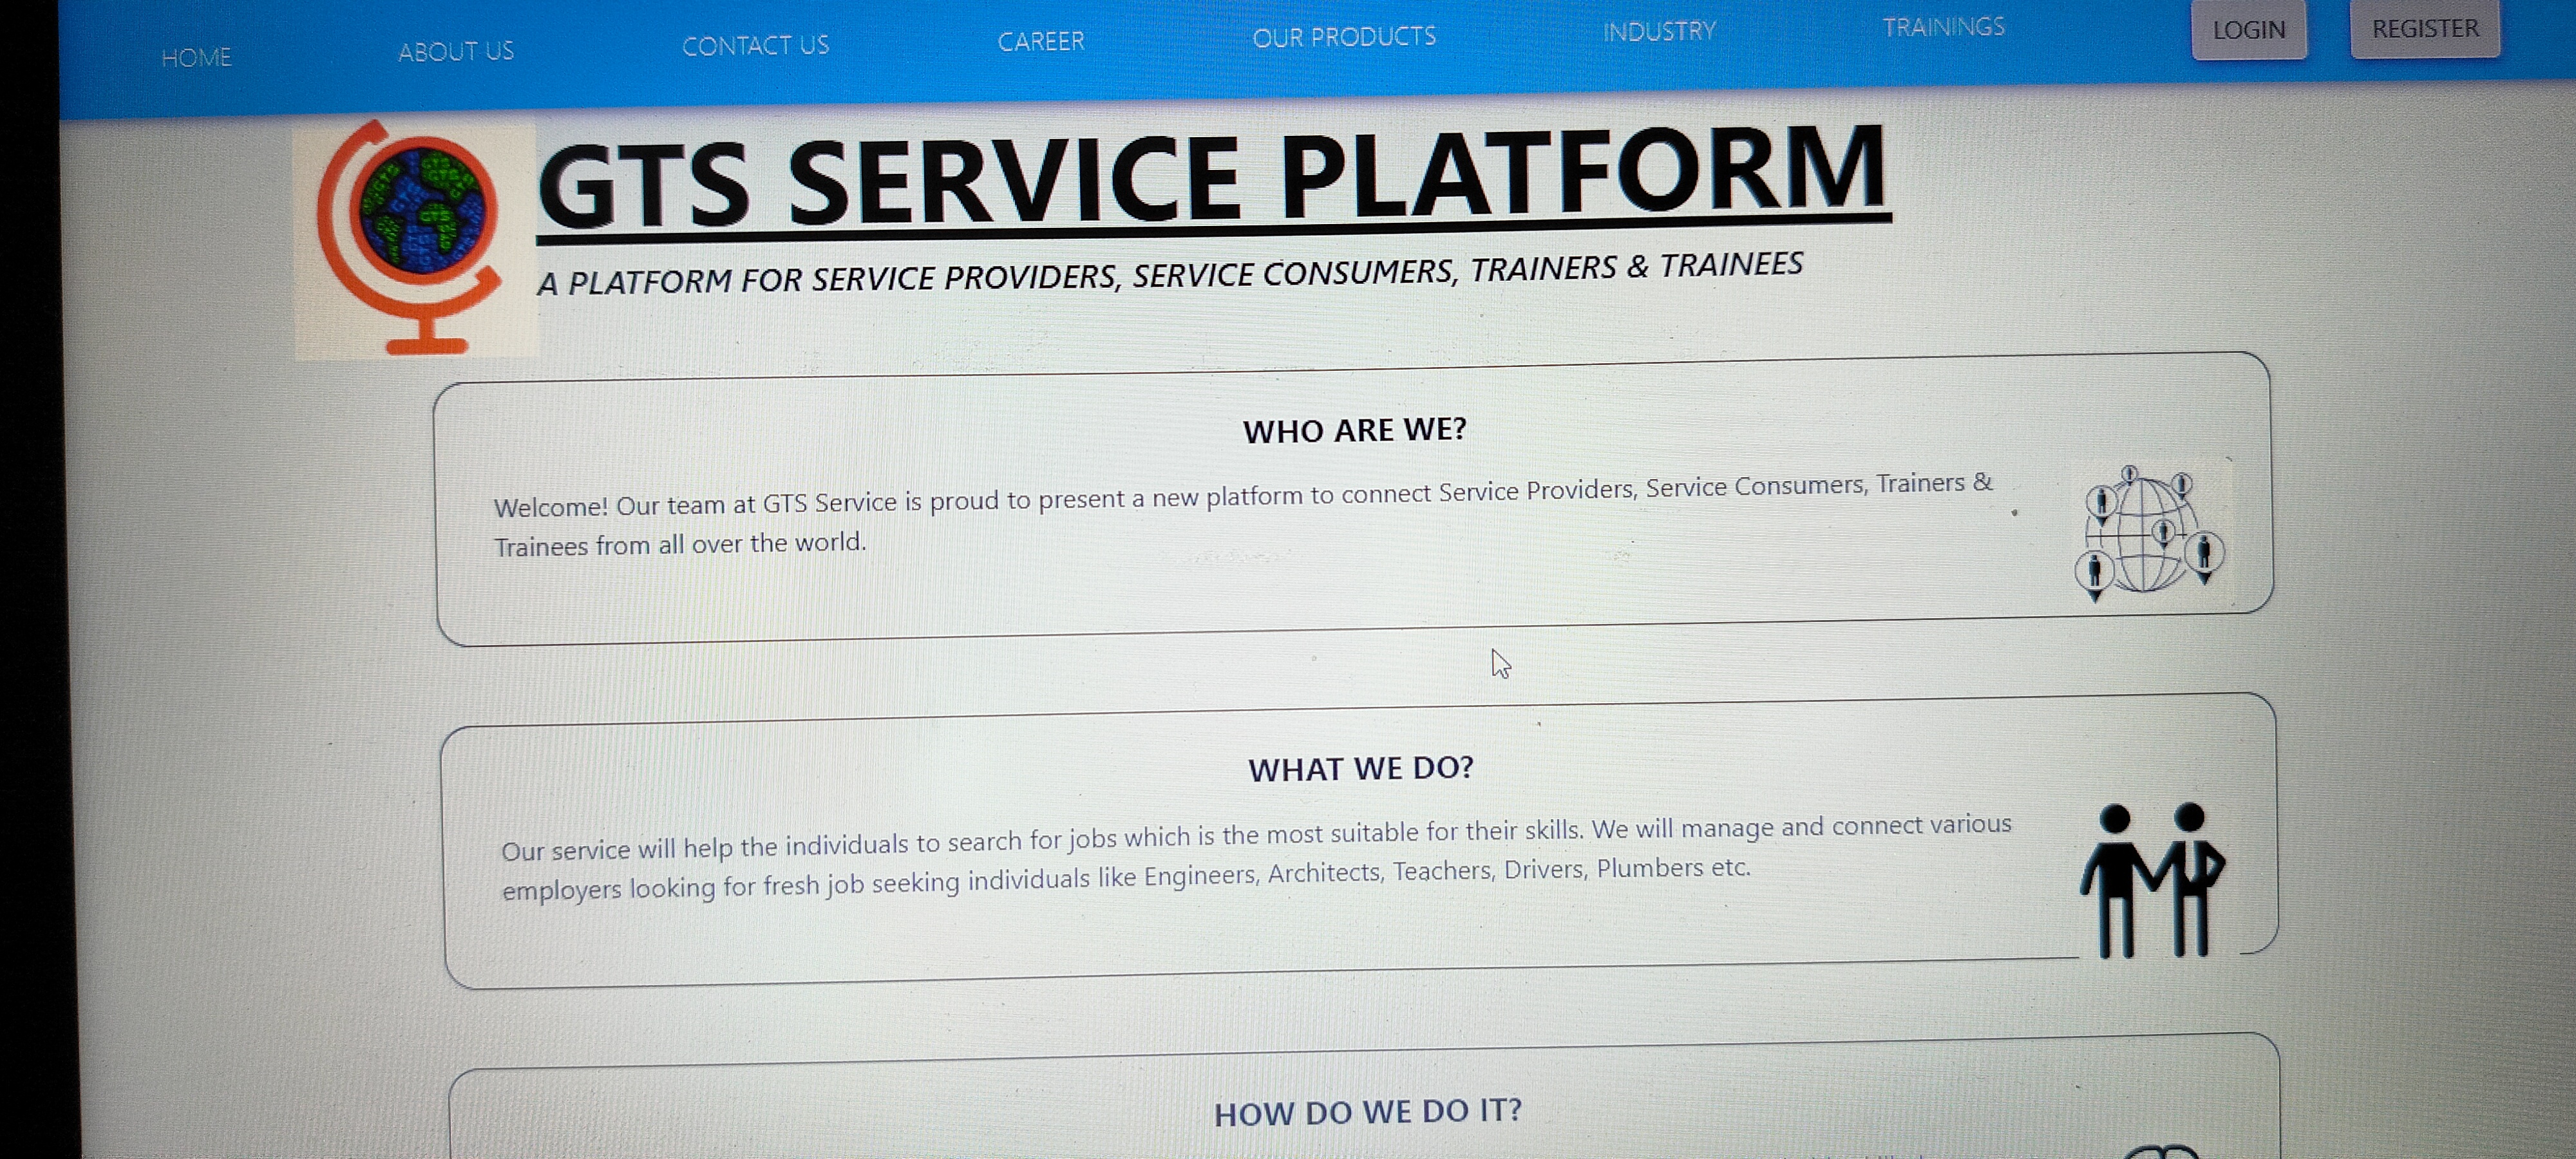 HOME ABOUT US CONTACT US CAREER OUR PRODUCTS INDUSTRY TRAININGS LOGIN REGISTER
GTS SERVICE PLATFORM
A PLATFORM FOR SERVICE PROVIDERS, SERVICE CONSUMERS, TRAINERS & TRAINEES
WHO ARE WE?
Welcome! Our team at GTS Service is proud to present a new platform to connect Service Providers, Service Consumers, Trainers &
Trainees from all over the world.
WHAT WE DO?
Our service will help the individuals to search for jobs which is the most suitable for their skills. We will manage and connect various
employers looking for fresh job seeking individuals like Engineers, Architects, Teachers, Drivers, Plumbers etc.
HOW DO WE DO IT?